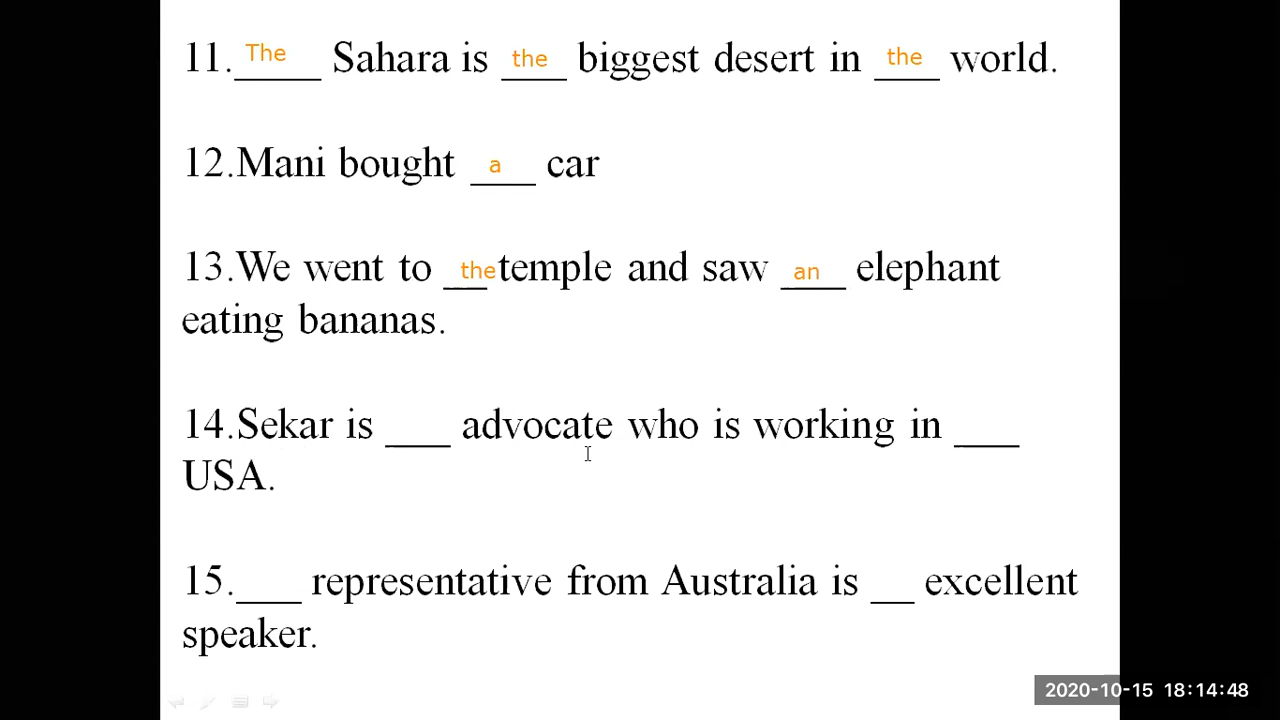 11. The Sahara is the biggest desert in the world.
12.Mani bought a car
13.We went to the temple and saw an elephant
eating bananas.
14.Sekar is ___ advocate who is working in ___
USA.
15.___ representative from Australia is __ excellent
speaker.
2020-10-15 18:14:48